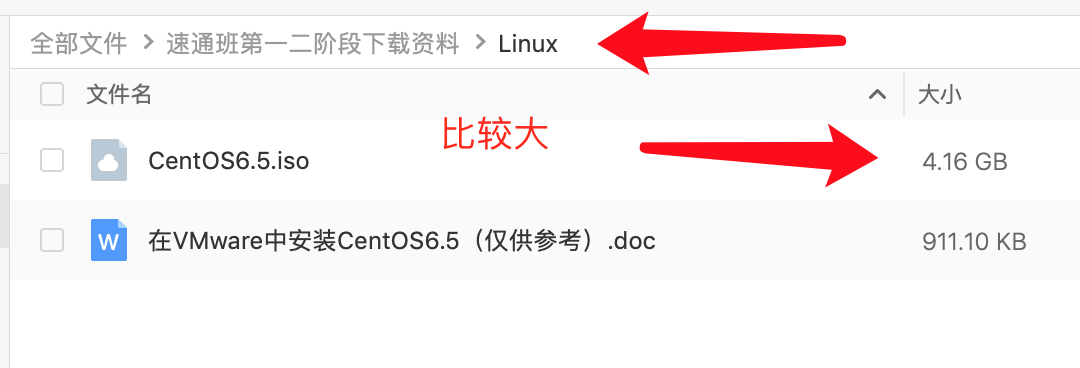 全部文件 > 速通班第一二阶段下载资料 > Linux
文件名 大小
比较大
CentOS6.5.iso 4.16 GB
W 在VMware中安装CentOS6.5（仅供参考）.doc 911.10 KB